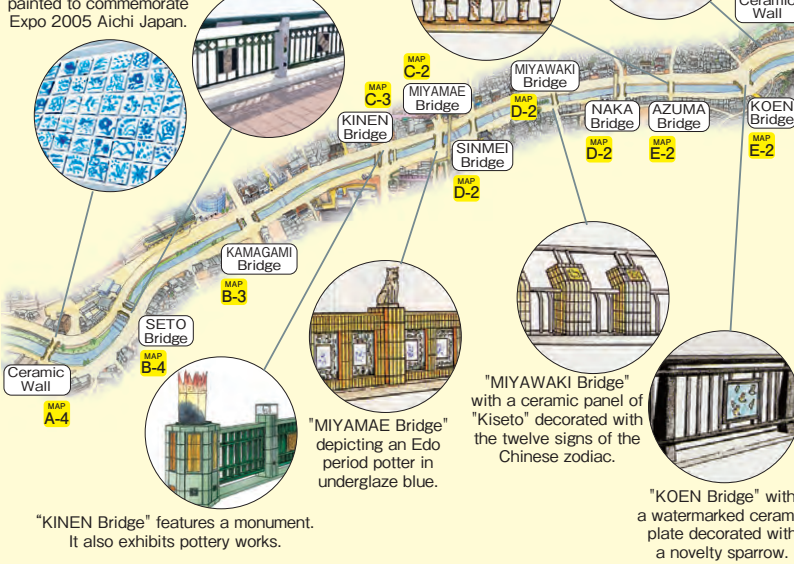 painted to commemorate
Expo 2005 Aichi Japan.
Ceramic
Wall
MAP
C-2
MIYAMAE
Bridge
MAP
C-3
KINEN
Bridge
MIYAWAKI
Bridge
MAP
D-2
SINMEI
Bridge
MAP
D-2
NAKA
Bridge
MAP
D-2
AZUMA
Bridge
MAP
E-2
KOEN
Bridge
MAP
E-2
KAMAGAMI
Bridge
MAP
B-3
SETO
Bridge
MAP
B-4
Ceramic
Wall
MAP
A-4
"MIYAMAE Bridge"
depicting an Edo
period potter in
underglaze blue.
"MIYAWAKI Bridge"
with a ceramic panel of
"Kiseto" decorated with
the twelve signs of the
Chinese zodiac.
"KOEN Bridge" with
a watermarked cerami
plate decorated with
a novelty sparrow.
“KINEN Bridge" features a monument.
It also exhibits pottery works.